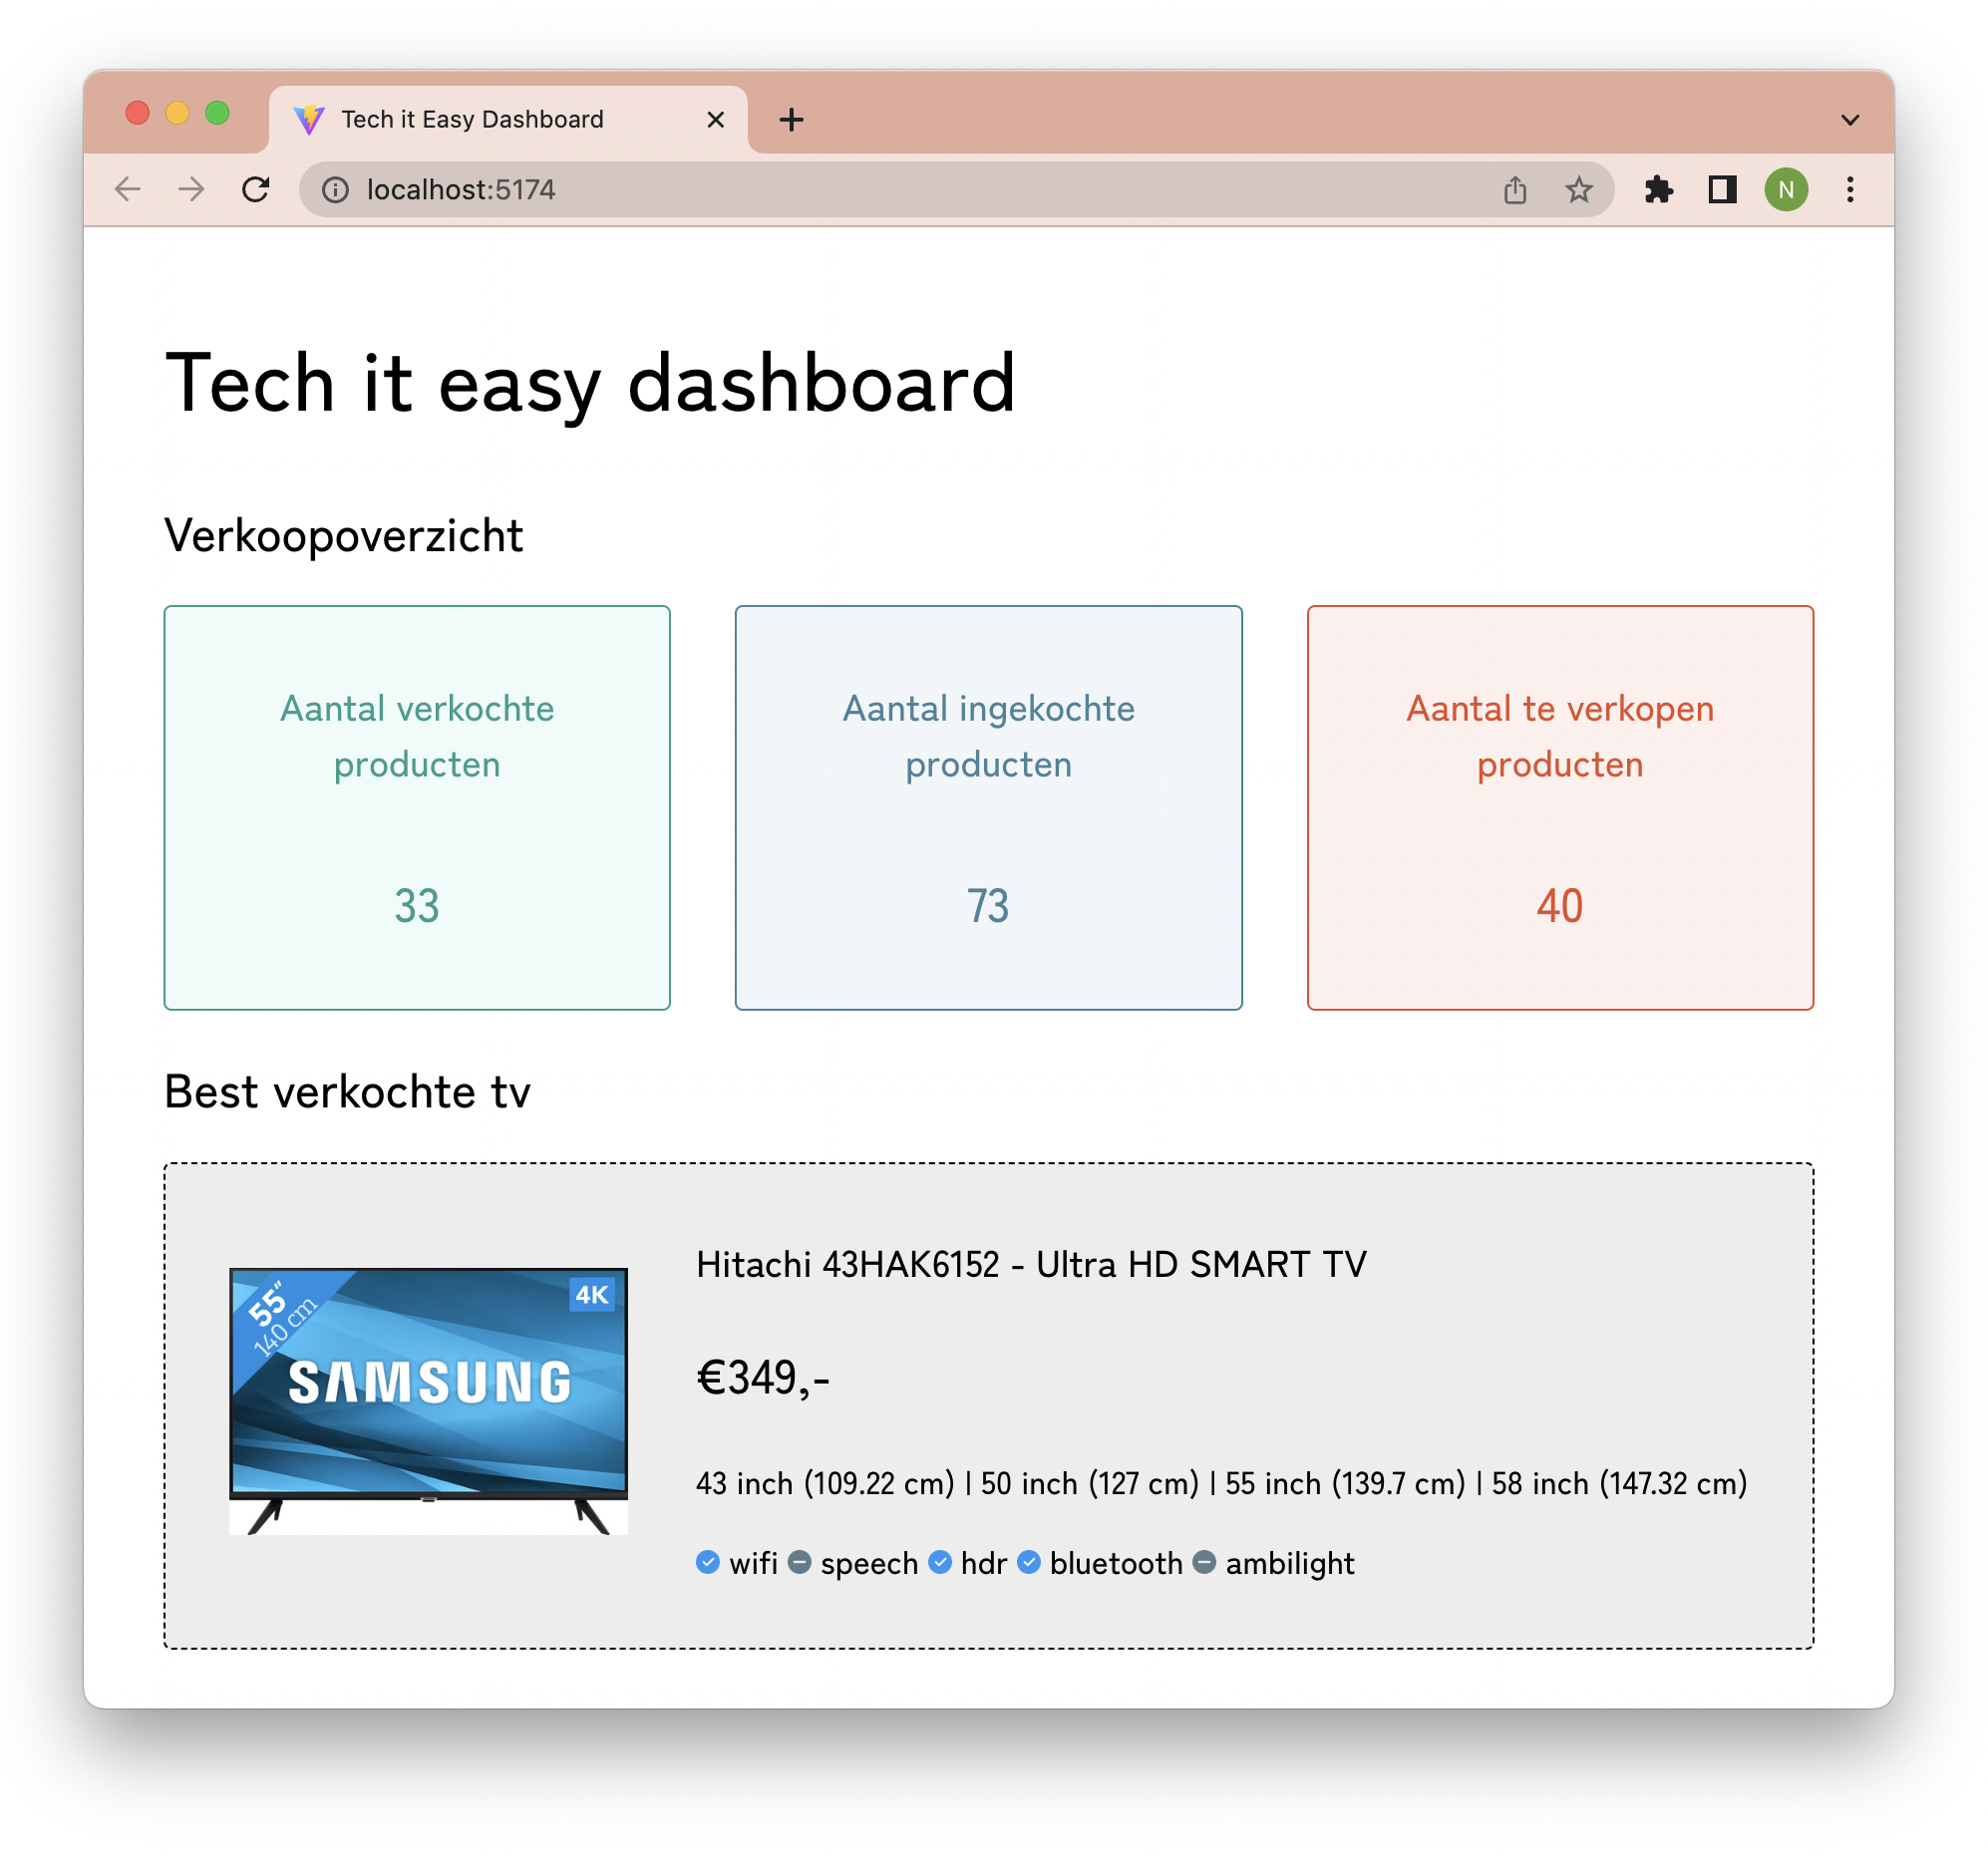 Tech it Easy Dashboard
localhost:5174
N
Tech it easy dashboard
Verkoopoverzicht
Aantal verkochte
producten
33
Aantal ingekochte
producten
73
Aantal te verkopen
producten
40
Best verkochte tv
55"
140 cm
4K
SAMSUNG
Hitachi 43HAK6152 - Ultra HD SMART TV
€349,-
43 inch (109.22 cm) | 50 inch (127 cm) | 55 inch (139.7 cm) | 58 inch (147.32 cm)
wifi speech hdr bluetooth ambilight